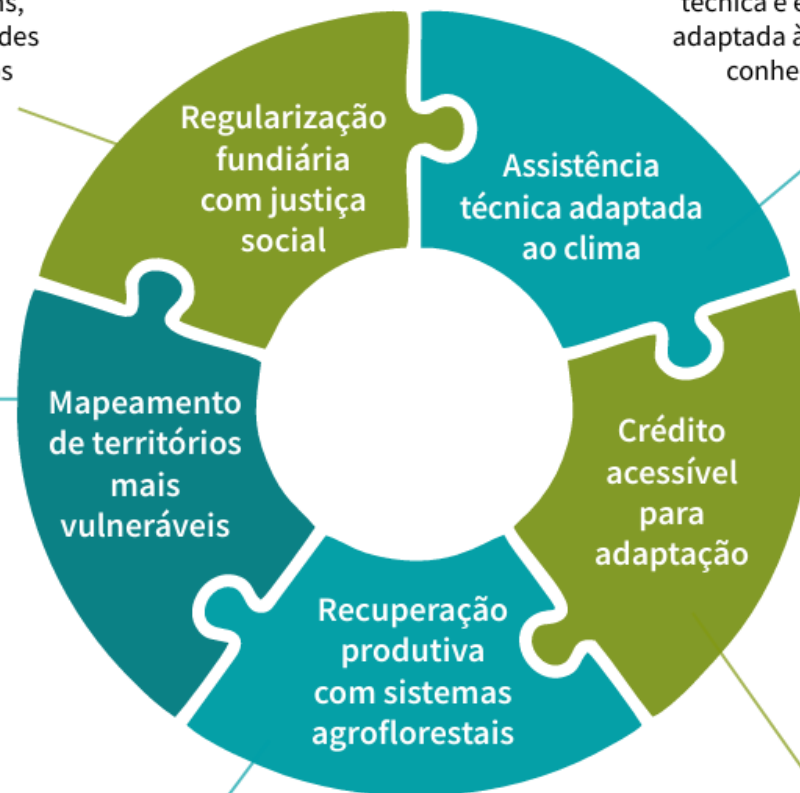 des
s
técnica e
adaptada à
conhe
Regularização
fundiária
com justiça
social
Assistência
técnica adaptada
ao clima
Mapeamento
de territórios
mais
vulneráveis
Crédito
acessível
para
adaptação
Recuperação
produtiva
com sistemas
agroflorestais